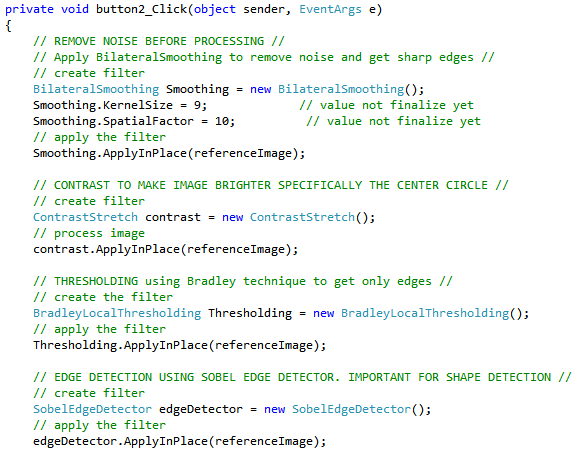 private void button2_Click(object sender, EventArgs e)
{
// REMOVE NOISE BEFORE PROCESSING //
// Apply BilateralSmoothing to remove noise and get sharp edges //
// create filter
BilateralSmoothing Smoothing = new BilateralSmoothing();
Smoothing.KernelSize = 9; // value not finalize yet
Smoothing.SpatialFactor = 10; // value not finalize yet
// apply the filter
Smoothing.ApplyInPlace(referenceImage);
// CONTRAST TO MAKE IMAGE BRIGHTER SPECIFICALLY THE CENTER CIRCLE //
// create filter
ContrastStretch contrast = new ContrastStretch();
// process image
contrast.ApplyInPlace(referenceImage);
// THRESHOLDING using Bradley technique to get only edges //
// create the filter
BradleyLocalThresholding Thresholding = new BradleyLocalThresholding();
// apply the filter
Thresholding.ApplyInPlace(referenceImage);
// EDGE DETECTION USING SOBEL EDGE DETECTOR. IMPORTANT FOR SHAPE DETECTION //
// create filter
SobelEdgeDetector edgeDetector = new SobelEdgeDetector();
// apply the filter
edgeDetector.ApplyInPlace(referenceImage);